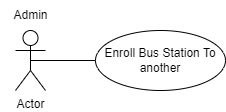 Admin
Enroll Bus Station To
another
Actor